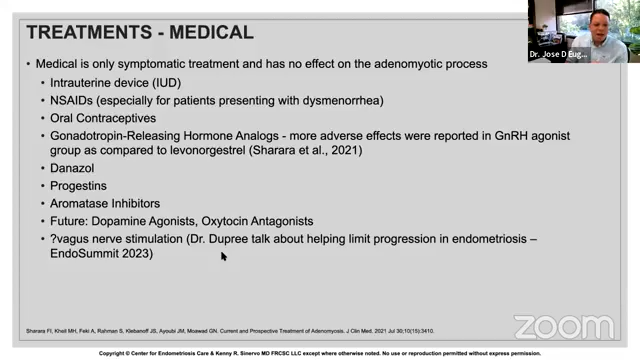 TREATMENTS - MEDICAL
Dr. Jose D Eug...
• Medical is only symptomatic treatment and has no effect on the adenomyotic process
• Intrauterine device (IUD)
• NSAIDs (especially for patients presenting with dysmenorrhea)
• Oral Contraceptives
• Gonadotropin-Releasing Hormone Analogs - more adverse effects were reported in GnRH agonist
group as compared to levonorgestrel (Sharara et al., 2021)
• Danazol
• Progestins
• Aromatase Inhibitors
• Future: Dopamine Agonists, Oxytocin Antagonists
• ?vagus nerve stimulation (Dr. Dupree talk about helping limit progression in endometriosis –
EndoSummit 2023)
Sharara FI, Kheil MH, Feki A, Rahman S, Klebanoff JS, Ayoubi JM, Moawad GN. Current and Prospective Treatment of Adenomyosis. J Clin Med. 2021 Jul 30;10(15):3410.
zoom
Copyright © Center for Endometriosis Care & Kenny R. Sinervo MD FRCSC LLC except where otherwise noted. No use or reproduction permitted without express permission.